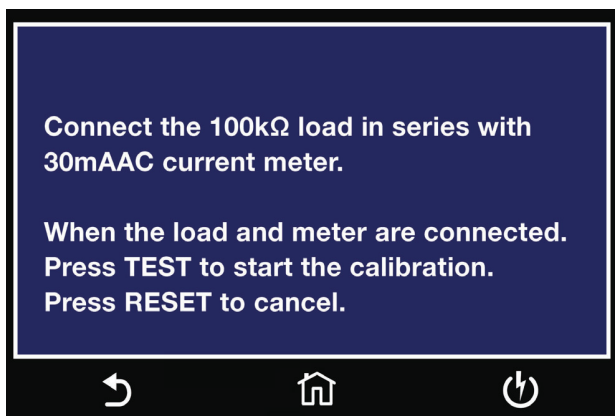 Connect the 100kΩ load in series with
30mAAC current meter.
When the load and meter are connected.
Press TEST to start the calibration.
Press RESET to cancel.